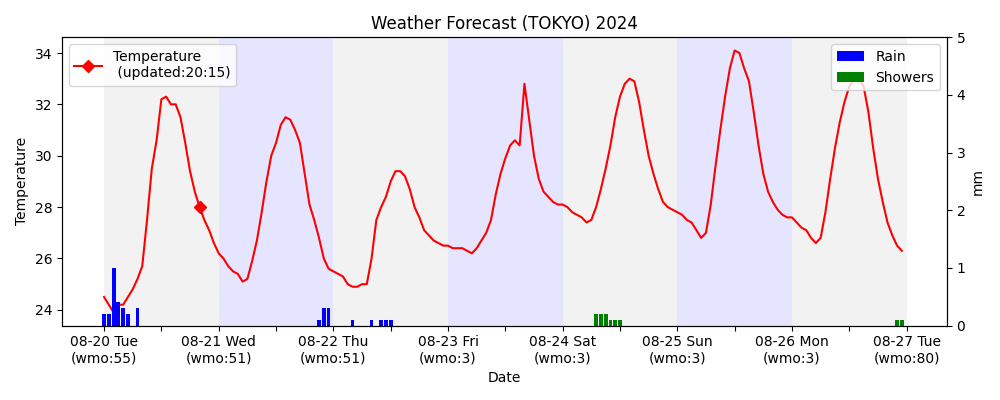 Weather Forecast (TOKYO) 2024
Temperature
(updated:20:15)
Rain
Showers
Temperature
34
32
30
28
26
24
5
4
3
2
1
0
mm
08-20 Tue
(wmo:55)
08-21 Wed
(wmo:51)
08-22 Thu
(wmo:51)
08-23 Fri
(wmo:3)
08-24 Sat
(wmo:3)
08-25 Sun
(wmo:3)
08-26 Mon
(wmo:3)
08-27 Tue
(wmo:80)
Date